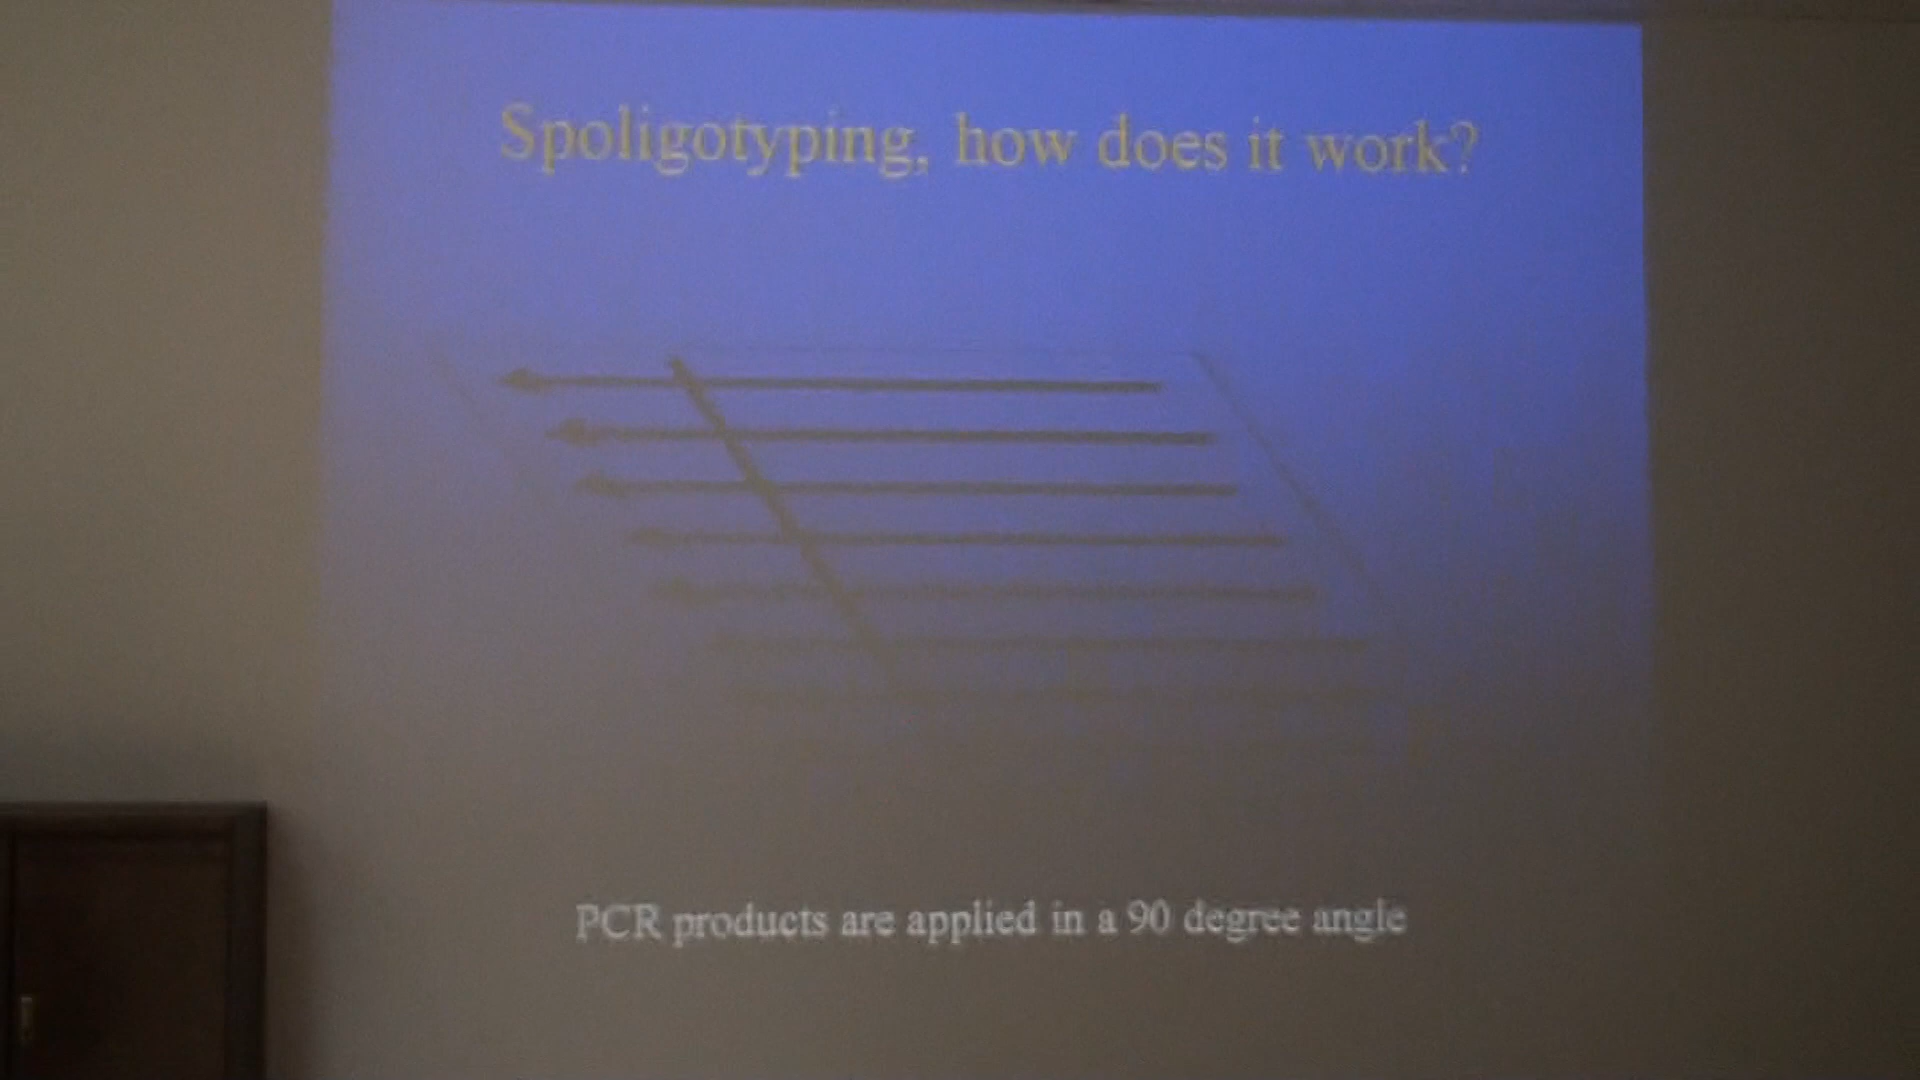 Spoligotyping, how does it work?
PCR products are applied in a 90 degree angle